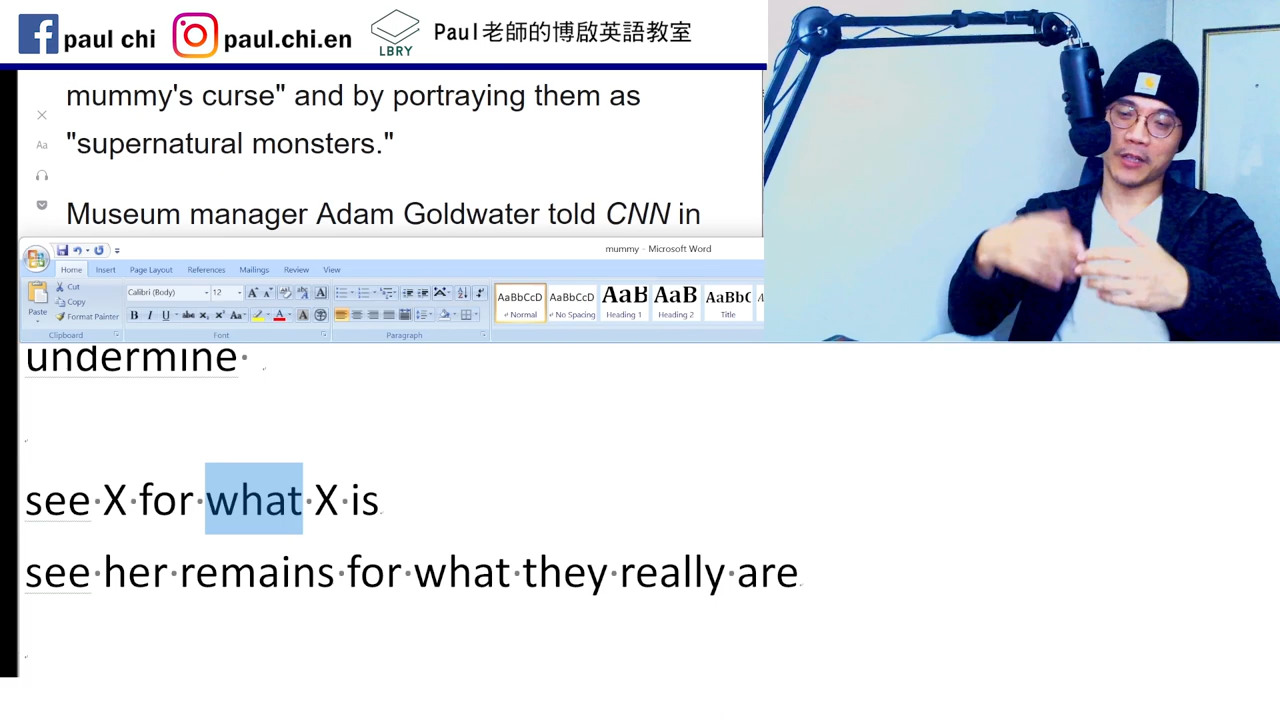 paul chi
paul.chi.en
LBRY
Paul老師的博啟英語教室
mummy's curse" and by portraying them as
"supernatural monsters."
Museum manager Adam Goldwater told CNN in
Aa
mummy - Microsoft Word
Home Insert Page Layout References Mailings Review View
Paste
Cut
Copy
Format Painter
Clipboard
Calibri (Body) 12
Font
Paragraph
AaBbCcD AaBbCcD AaB AaB AaBbC
Normal No Spacing Heading 1 Heading 2 Title
undermine
see X for what X is
see her remains for what they really are